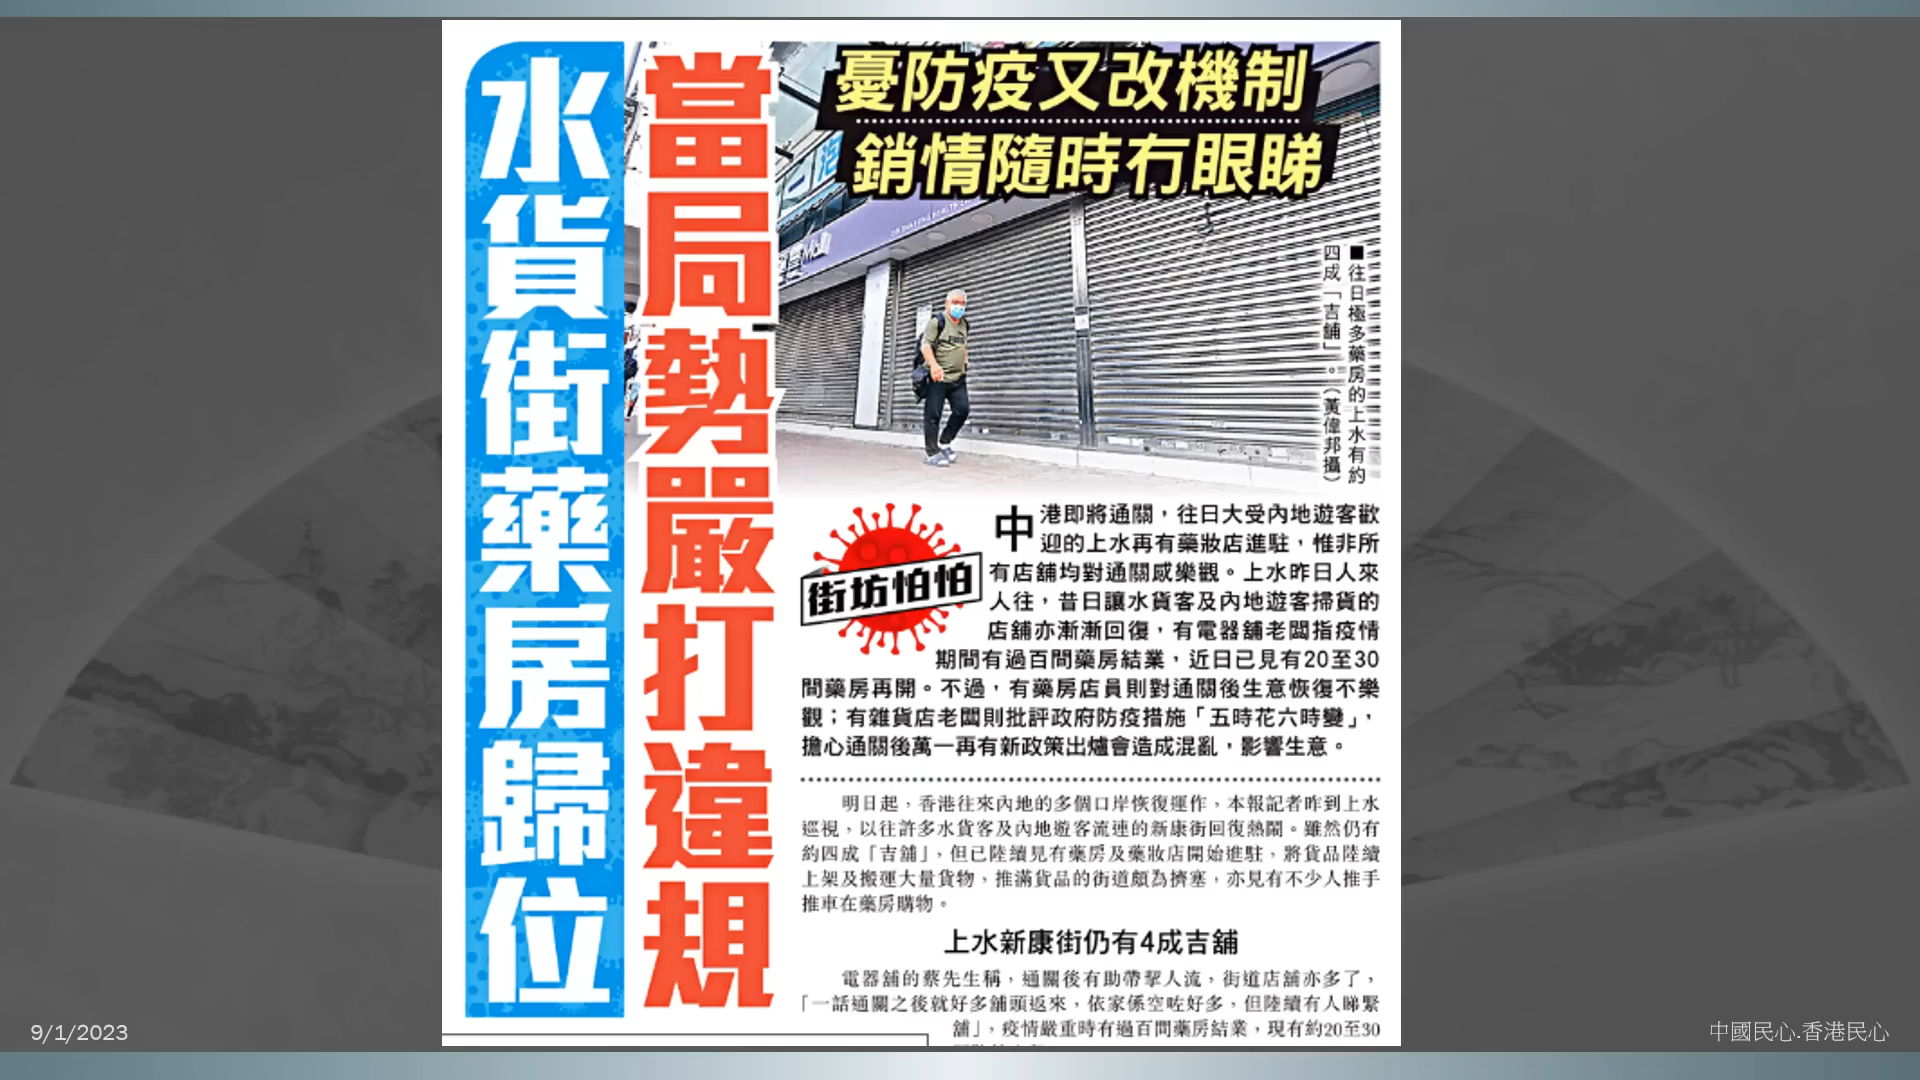 水貨街藥房歸位
當局勢嚴打違規
憂防疫又改機制
銷情隨時冇眼睇
■往日極多藥房的上水有約
四成「吉舖」。(黃偉邦攝)
街坊怕怕
中港即將通關，往日大受內地遊客歡
迎的上水再有藥妝店進駐，惟非所
有店舖均對通關感樂觀。上水昨日人來
人往，昔日讓水貨客及內地遊客掃貨的
店舖亦漸漸回復，有電器舖老闆指疫情
期間有過百間藥房結業，近日已見有20至30
間藥房再開。不過，有藥房店員則對通關後生意恢復不樂
觀；有雜貨店老闆則批評政府防疫措施「五時花六時變」，
擔心通關後萬一再有新政策出爐會造成混亂，影響生意。
明日起，香港往來內地的多個口岸恢復運作，本報記者昨到上水
巡視，以往許多水貨客及內地遊客流連的新康街回復熱鬧。雖然仍有
約四成「吉舖」，但已陸續見有藥房及藥妝店開始進駐，將貨品陸續
上架及搬運大量貨物，推滿貨品的街道頗為擠塞，亦見有不少人推手
推車在藥房購物。
上水新康街仍有4成吉舖
電器舖的蔡先生稱，通關後有助帶挈人流，街道店舖亦多了，
「一話通關之後就好多舖頭返來，依家係空咗好多，但陸續有人睇緊
舖」，疫情嚴重時有過百間藥房結業，現有約20至30
9/1/2023
中國民心.香港民心